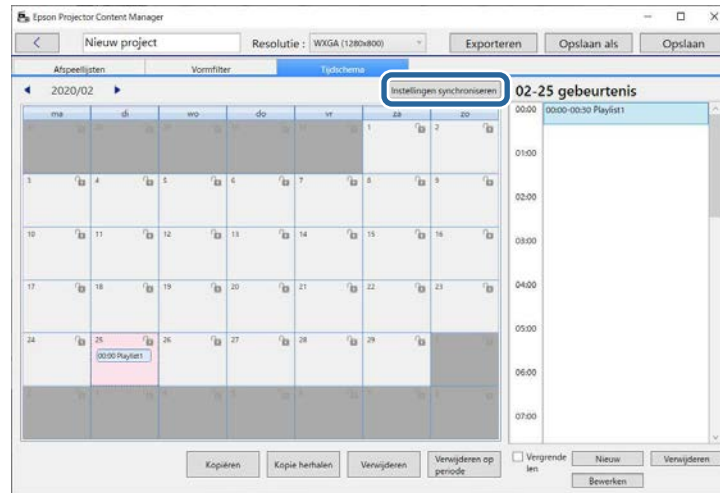 Epson Projector Content Manager
Nieuw project
Resolutie : WXGA (1280x800)
Exporteren
Opslaan als
Opslaan
Afspeellijsten
Vormfilter
Tijdschema
2020/02
Instellingen synchroniseren
02-25 gebeurtenis
ma di wo do vr za zo
1 2
3 4 5 6 7 8 9
10 11 12 13 14 15 16
17 18 19 20 21 22 23
24 25 26 27 28 29
00:00 Playlist1
00:00 00:00-00:30 Playlist1
01:00
02:00
03:00
04:00
05:00
06:00
07:00
Kopiëren
Kopie herhalen
Verwijderen
Verwijderen op
periode
Vergrende
len
Nieuw
Verwijderen
Bewerken